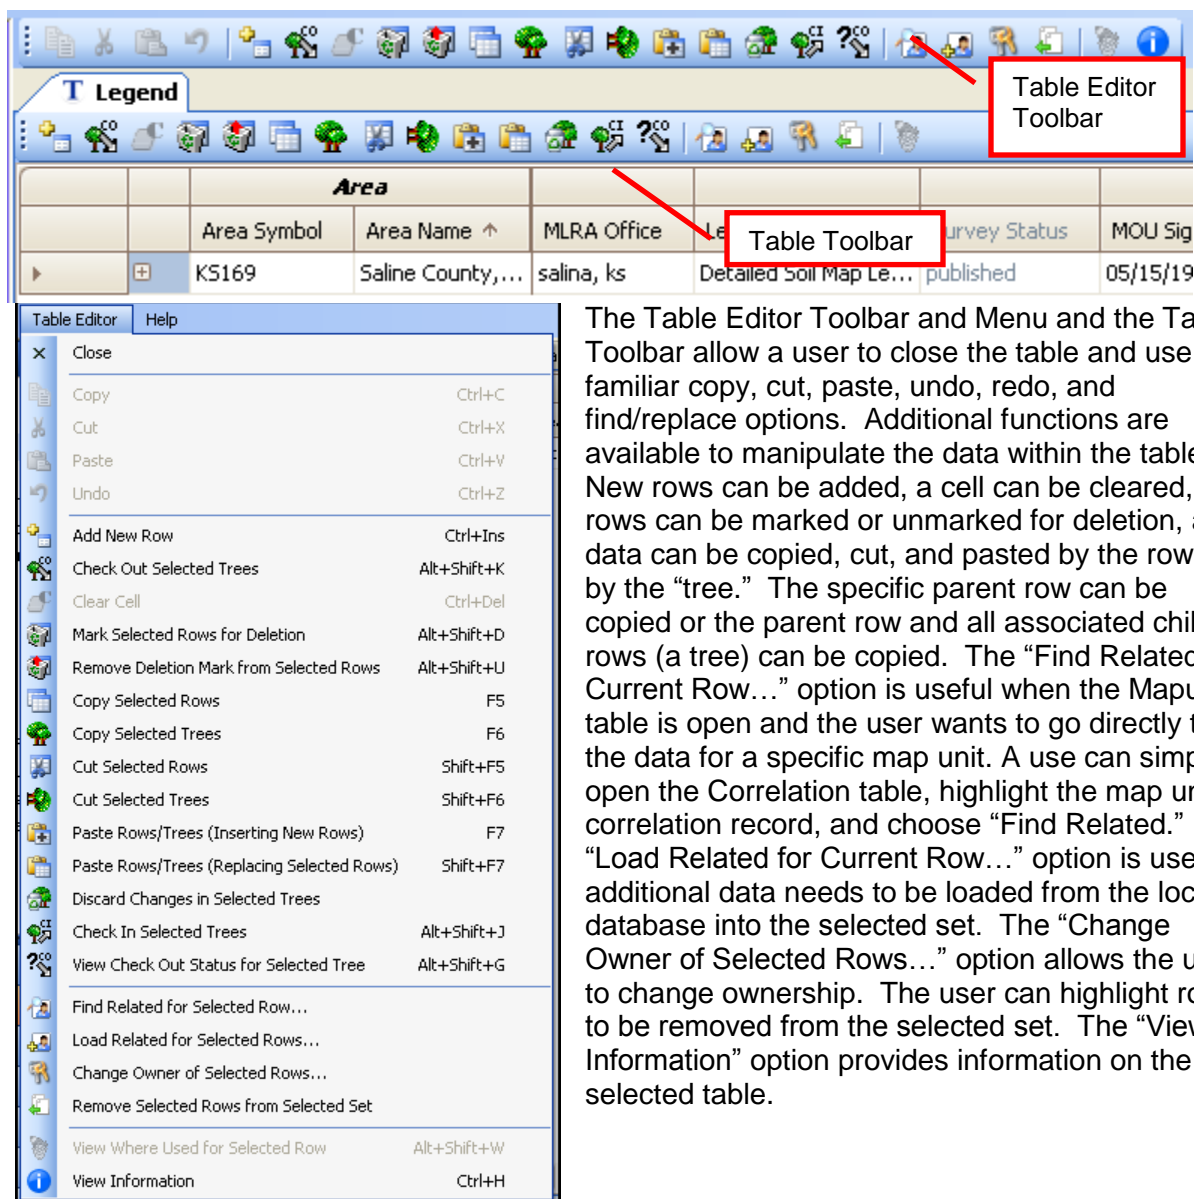 Table Editor
Toolbar
T Legend
Area
Area Symbol Area Name MLRA Office Le Table Toolbar urvey Status MOU Sig
KS169 Saline County,... salina, ks Detailed Soil Map Le... published 05/15/19
Table Editor Help
Close
Copy Ctrl+C
Cut Ctrl+X
Paste Ctrl+V
Undo Ctrl+Z
Add New Row Ctrl+Ins
Check Out Selected Trees Alt+Shift+K
Clear Cell Ctrl+Del
Mark Selected Rows for Deletion Alt+Shift+D
Remove Deletion Mark from Selected Rows Alt+Shift+U
Copy Selected Rows F5
Copy Selected Trees F6
Cut Selected Rows Shift+F5
Cut Selected Trees Shift+F6
Paste Rows/Trees (Inserting New Rows) F7
Paste Rows/Trees (Replacing Selected Rows) Shift+F7
Discard Changes in Selected Trees
Check In Selected Trees Alt+Shift+J
View Check Out Status for Selected Tree Alt+Shift+G
Find Related for Selected Row...
Load Related for Selected Rows...
Change Owner of Selected Rows...
Remove Selected Rows from Selected Set
View Where Used for Selected Row Alt+Shift+W
View Information Ctrl+H
The Table Editor Toolbar and Menu and the Ta
Toolbar allow a user to close the table and use
familiar copy, cut, paste, undo, redo, and
find/replace options. Additional functions are
available to manipulate the data within the table
New rows can be added, a cell can be cleared,
rows can be marked or unmarked for deletion, a
data can be copied, cut, and pasted by the row
by the “tree.” The specific parent row can be
copied or the parent row and all associated chil
rows (a tree) can be copied. The “Find Related
Current Row…” option is useful when the Mapu
table is open and the user wants to go directly t
the data for a specific map unit. A use can simp
open the Correlation table, highlight the map un
correlation record, and choose “Find Related.”
“Load Related for Current Row…” option is use
additional data needs to be loaded from the loc
database into the selected set. The “Change
Owner of Selected Rows…” option allows the u
to change ownership. The user can highlight ro
to be removed from the selected set. The “View
Information” option provides information on the
selected table.